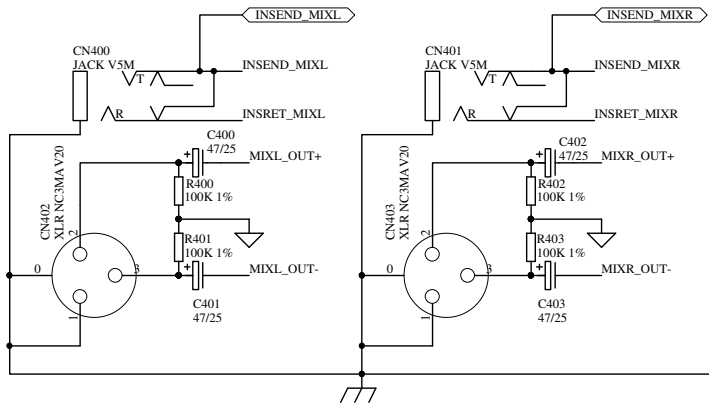 INSEND_MIXL
INSEND_MIXR
CN400
JACK V5M
T
INSEND_MIXL
CN401
JACK V5M
T
INSEND_MIXR
R
INSRET_MIXL
R
INSRET_MIXR
C400
47/25
MIXL_OUT+
C402
47/25
MIXR_OUT+
+
+
R400
100K 1%
R402
100K 1%
CN402
XLR NC3MA V20
CN403
XLR NC3MA V20
2
2
R401
100K 1%
R403
100K 1%
0
3
+
MIXL_OUT-
0
3
+
MIXR_OUT-
1
1
C401
47/25
C403
47/25